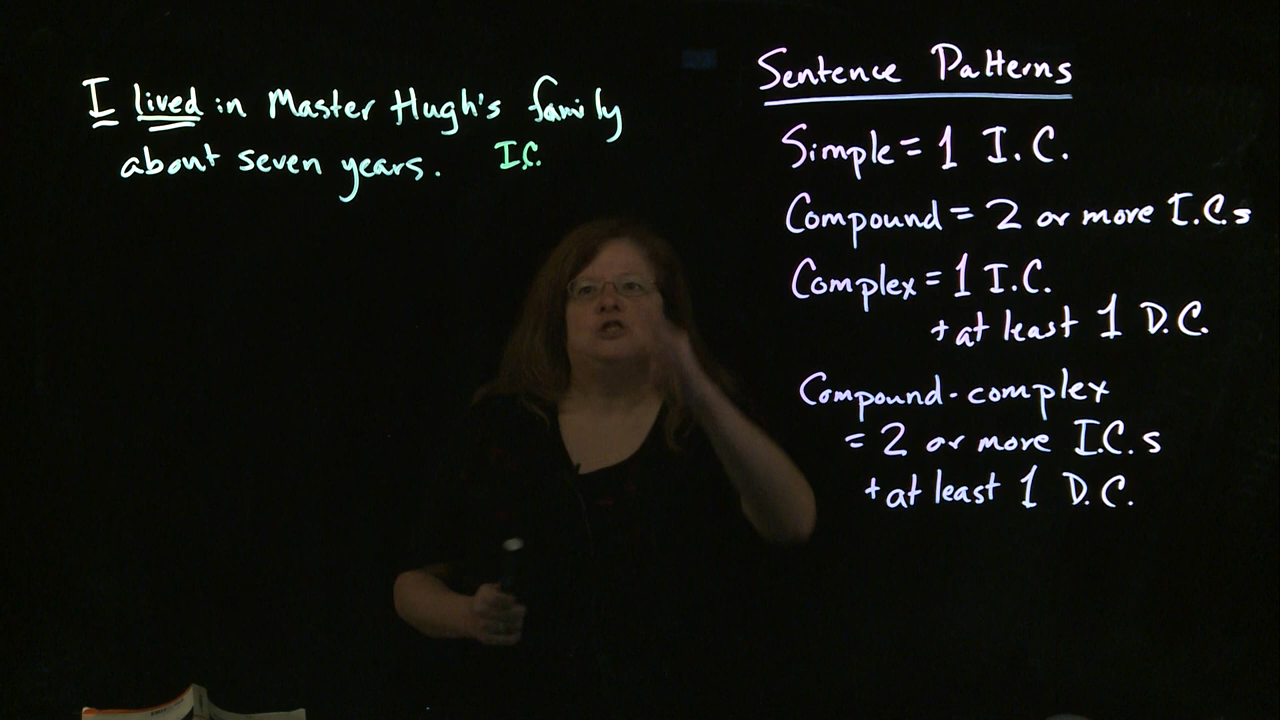 I lived in Master Hugh's family
about seven years.
I.C.
Sentence Patterns
Simple = 1 I.C.
Compound = 2 or more I.C.s
Complex = 1 I.C.
+ at least 1 D.C.
Compound-complex
= 2 or more I.C.s
+ at least 1 D.C.